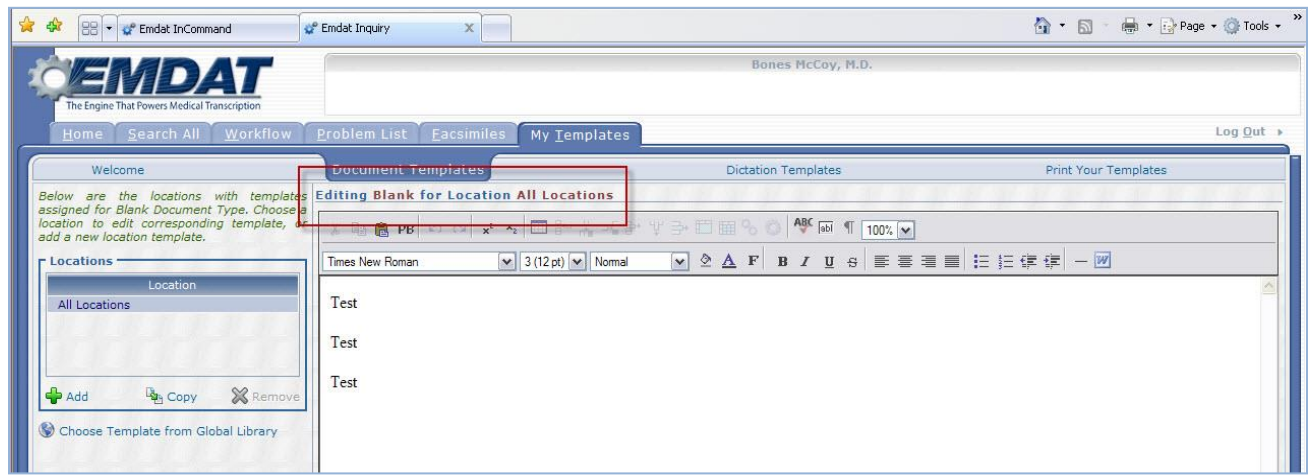 Emdat InCommand Emdat Inquiry X Page Tools »
EMDAT
The Engine That Powers Medical Transcription
Bones McCoy, M.D.
Home Search All Workflow Problem List Facsimiles My Templates Log Out
Welcome Document Templates Dictation Templates Print Your Templates
Below are the locations with templates
assigned for Blank Document Type. Choose a
location to edit corresponding template, or
add a new location template.
Editing Blank for Location All Locations
PB x² x₂ ABC ab| ¶ 100%
Times New Roman 3 (12 pt) Normal A F B I U S W
Locations
Location
All Locations
Add Copy Remove
Choose Template from Global Library
Test
Test
Test